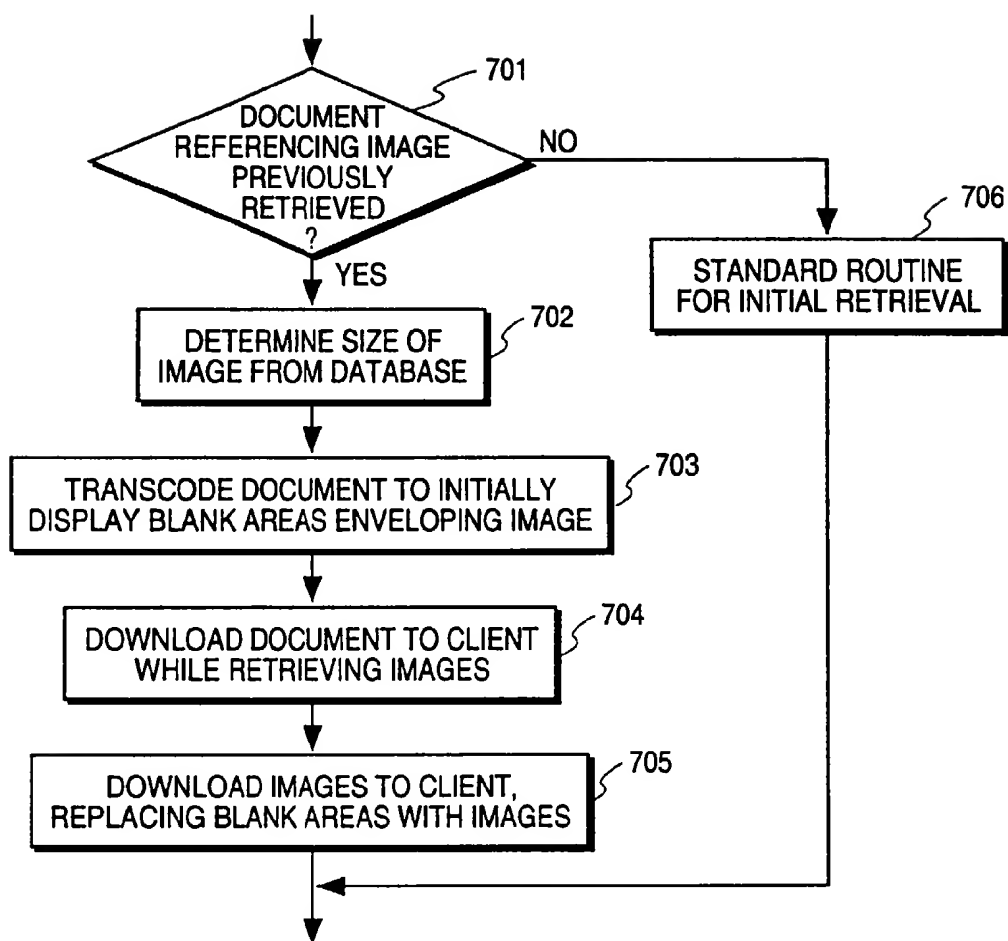 701
DOCUMENT
REFERENCING IMAGE
PREVIOUSLY
RETRIEVED
?
NO
YES
706
STANDARD ROUTINE
FOR INITIAL RETRIEVAL
702
DETERMINE SIZE OF
IMAGE FROM DATABASE
703
TRANSCODE DOCUMENT TO INITIALLY
DISPLAY BLANK AREAS ENVELOPING IMAGE
704
DOWNLOAD DOCUMENT TO CLIENT
WHILE RETRIEVING IMAGES
705
DOWNLOAD IMAGES TO CLIENT,
REPLACING BLANK AREAS WITH IMAGES